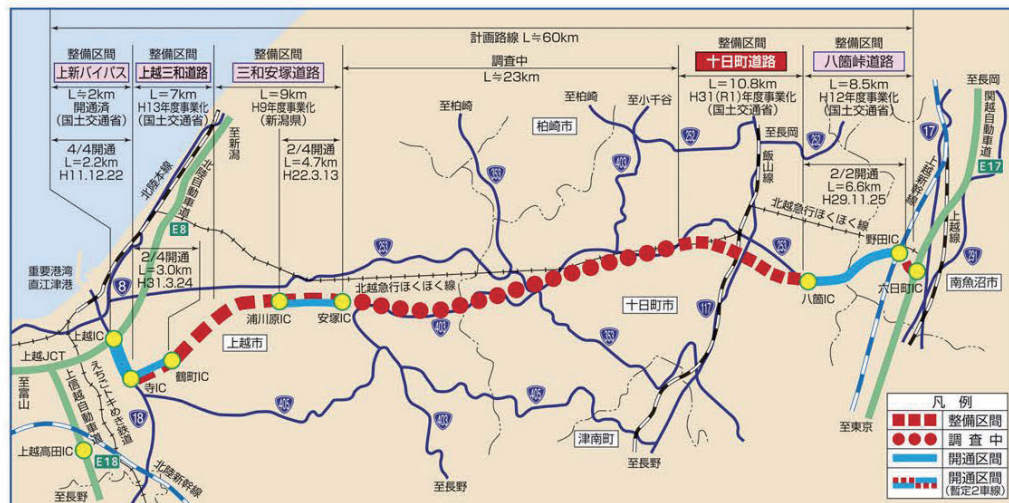 計画路線 L≒60km
整備区間
上新バイパス
L≒2km
開通済
(国土交通省)
4/4開通
L=2.2km
H11.12.22
整備区間
上越三和道路
L=7km
H13年度事業化
(国土交通省)
2/4開通
L=3.0km
H31.3.24
整備区間
三和安塚道路
L=9km
H9年度事業化
(新潟県)
2/4開通
L=4.7km
H22.3.13
調査中
L≒23km
整備区間
十日町道路
L=10.8km
H31(R1)年度事業化
(国土交通省)
整備区間
八箇峠道路
L=8.5km
H12年度事業化
(国土交通省)
2/2開通
L=6.6km
H29.11.25
至新潟
北陸本線
北陸自動車道
E8
至柏崎
柏崎市
至柏崎
至小千谷
至長岡
飯山線
252
252
353
403
至長岡
関越自動車道
17
E17
上越新幹線
上越線
291
南魚沼市
北越急行ほくほく線
野田IC
六日町IC
八箇IC
253
253
重要港湾
直江津港
8
上越IC
上越JCT
至富山
上信越自動車道
えちごトキめき鉄道
寺IC
鶴町IC
18
上越市
浦川原IC
安塚IC
北越急行ほくほく線
403
十日町市
117
353
405
405
403
津南町
上越高田IC
E18
北陸新幹線
至長野
至長野
至長野
至東京
凡例
整備区間
調査中
開通区間
開通区間
(暫定2車線)